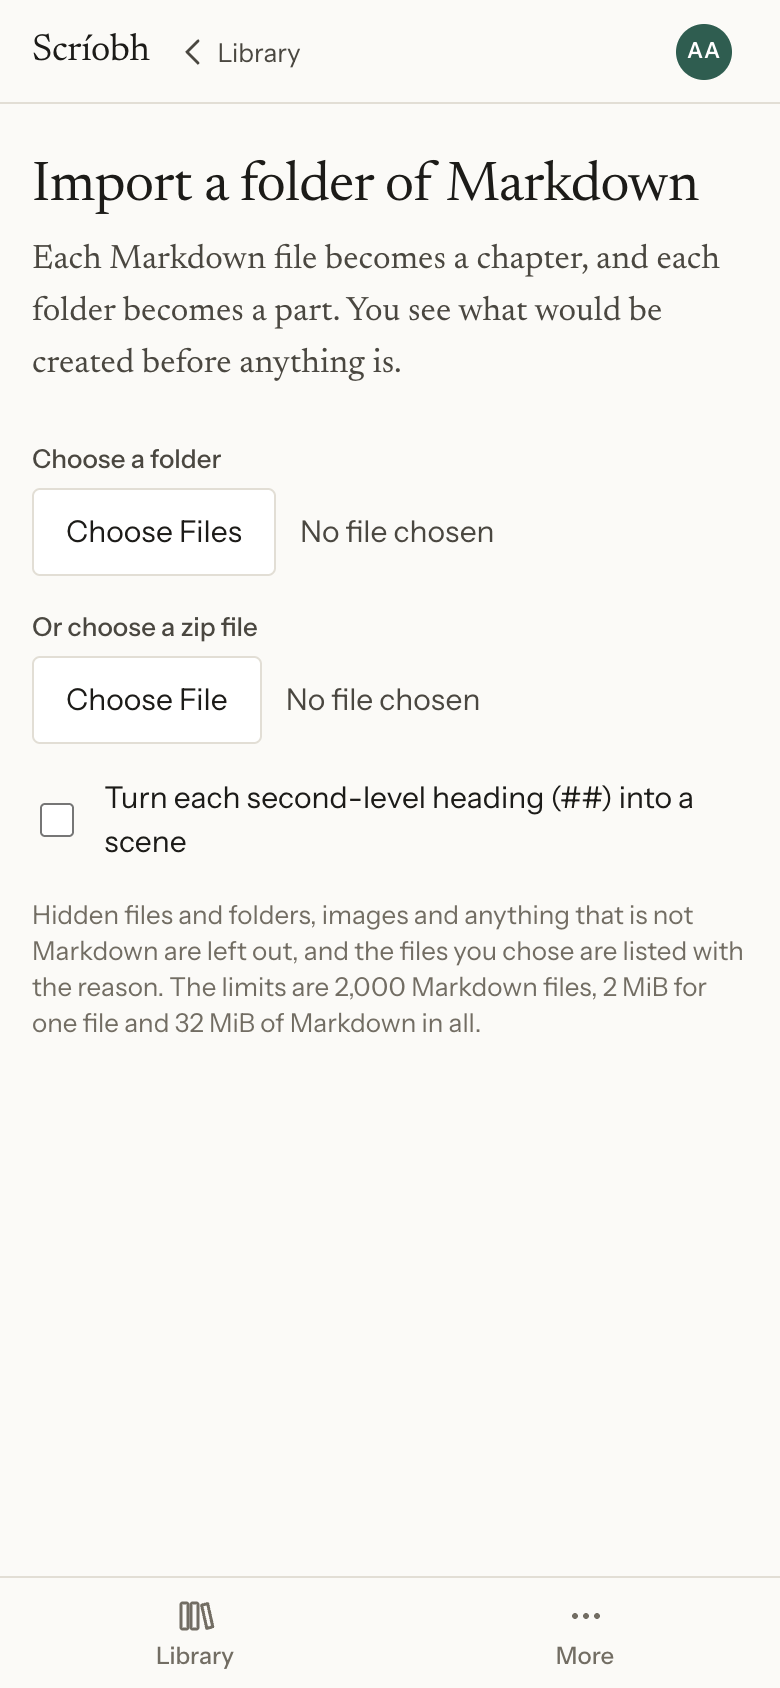 Scríobh
Library
AA
Import a folder of Markdown
Each Markdown file becomes a chapter, and each
folder becomes a part. You see what would be
created before anything is.
Choose a folder
Choose Files
No file chosen
Or choose a zip file
Choose File
No file chosen
Turn each second-level heading (##) into a
scene
Hidden files and folders, images and anything that is not
Markdown are left out, and the files you chose are listed with
the reason. The limits are 2,000 Markdown files, 2 MiB for
one file and 32 MiB of Markdown in all.
Library
More